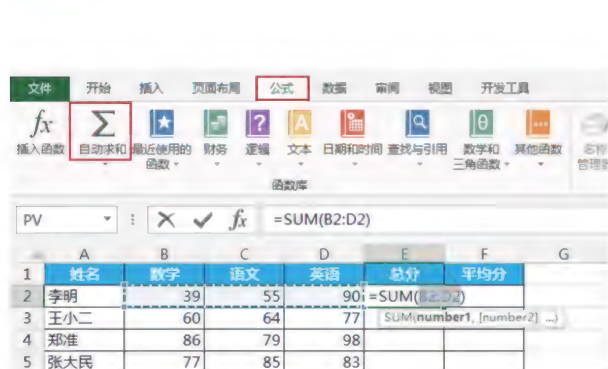 文件 开始 插入 页面布局 公式 数据 审阅 视图 开发工具
fx Σ ? A θ
插入函数 自动求和 最近使用的 财务 逻辑 文本 日期和时间 查找与引用 数学和 其他函数 名称
函数 三角函数 管理器
函数库
PV fx =SUM(B2:D2)
A B C D E F G
1 姓名 数学 语文 英语 总分 平均分
2 李明 39 55 90 =SUM(B2:D2)
3 王小二 60 64 77 SUM(number1, [number2] ...)
4 郑准 86 79 98
5 张大民 77 85 83